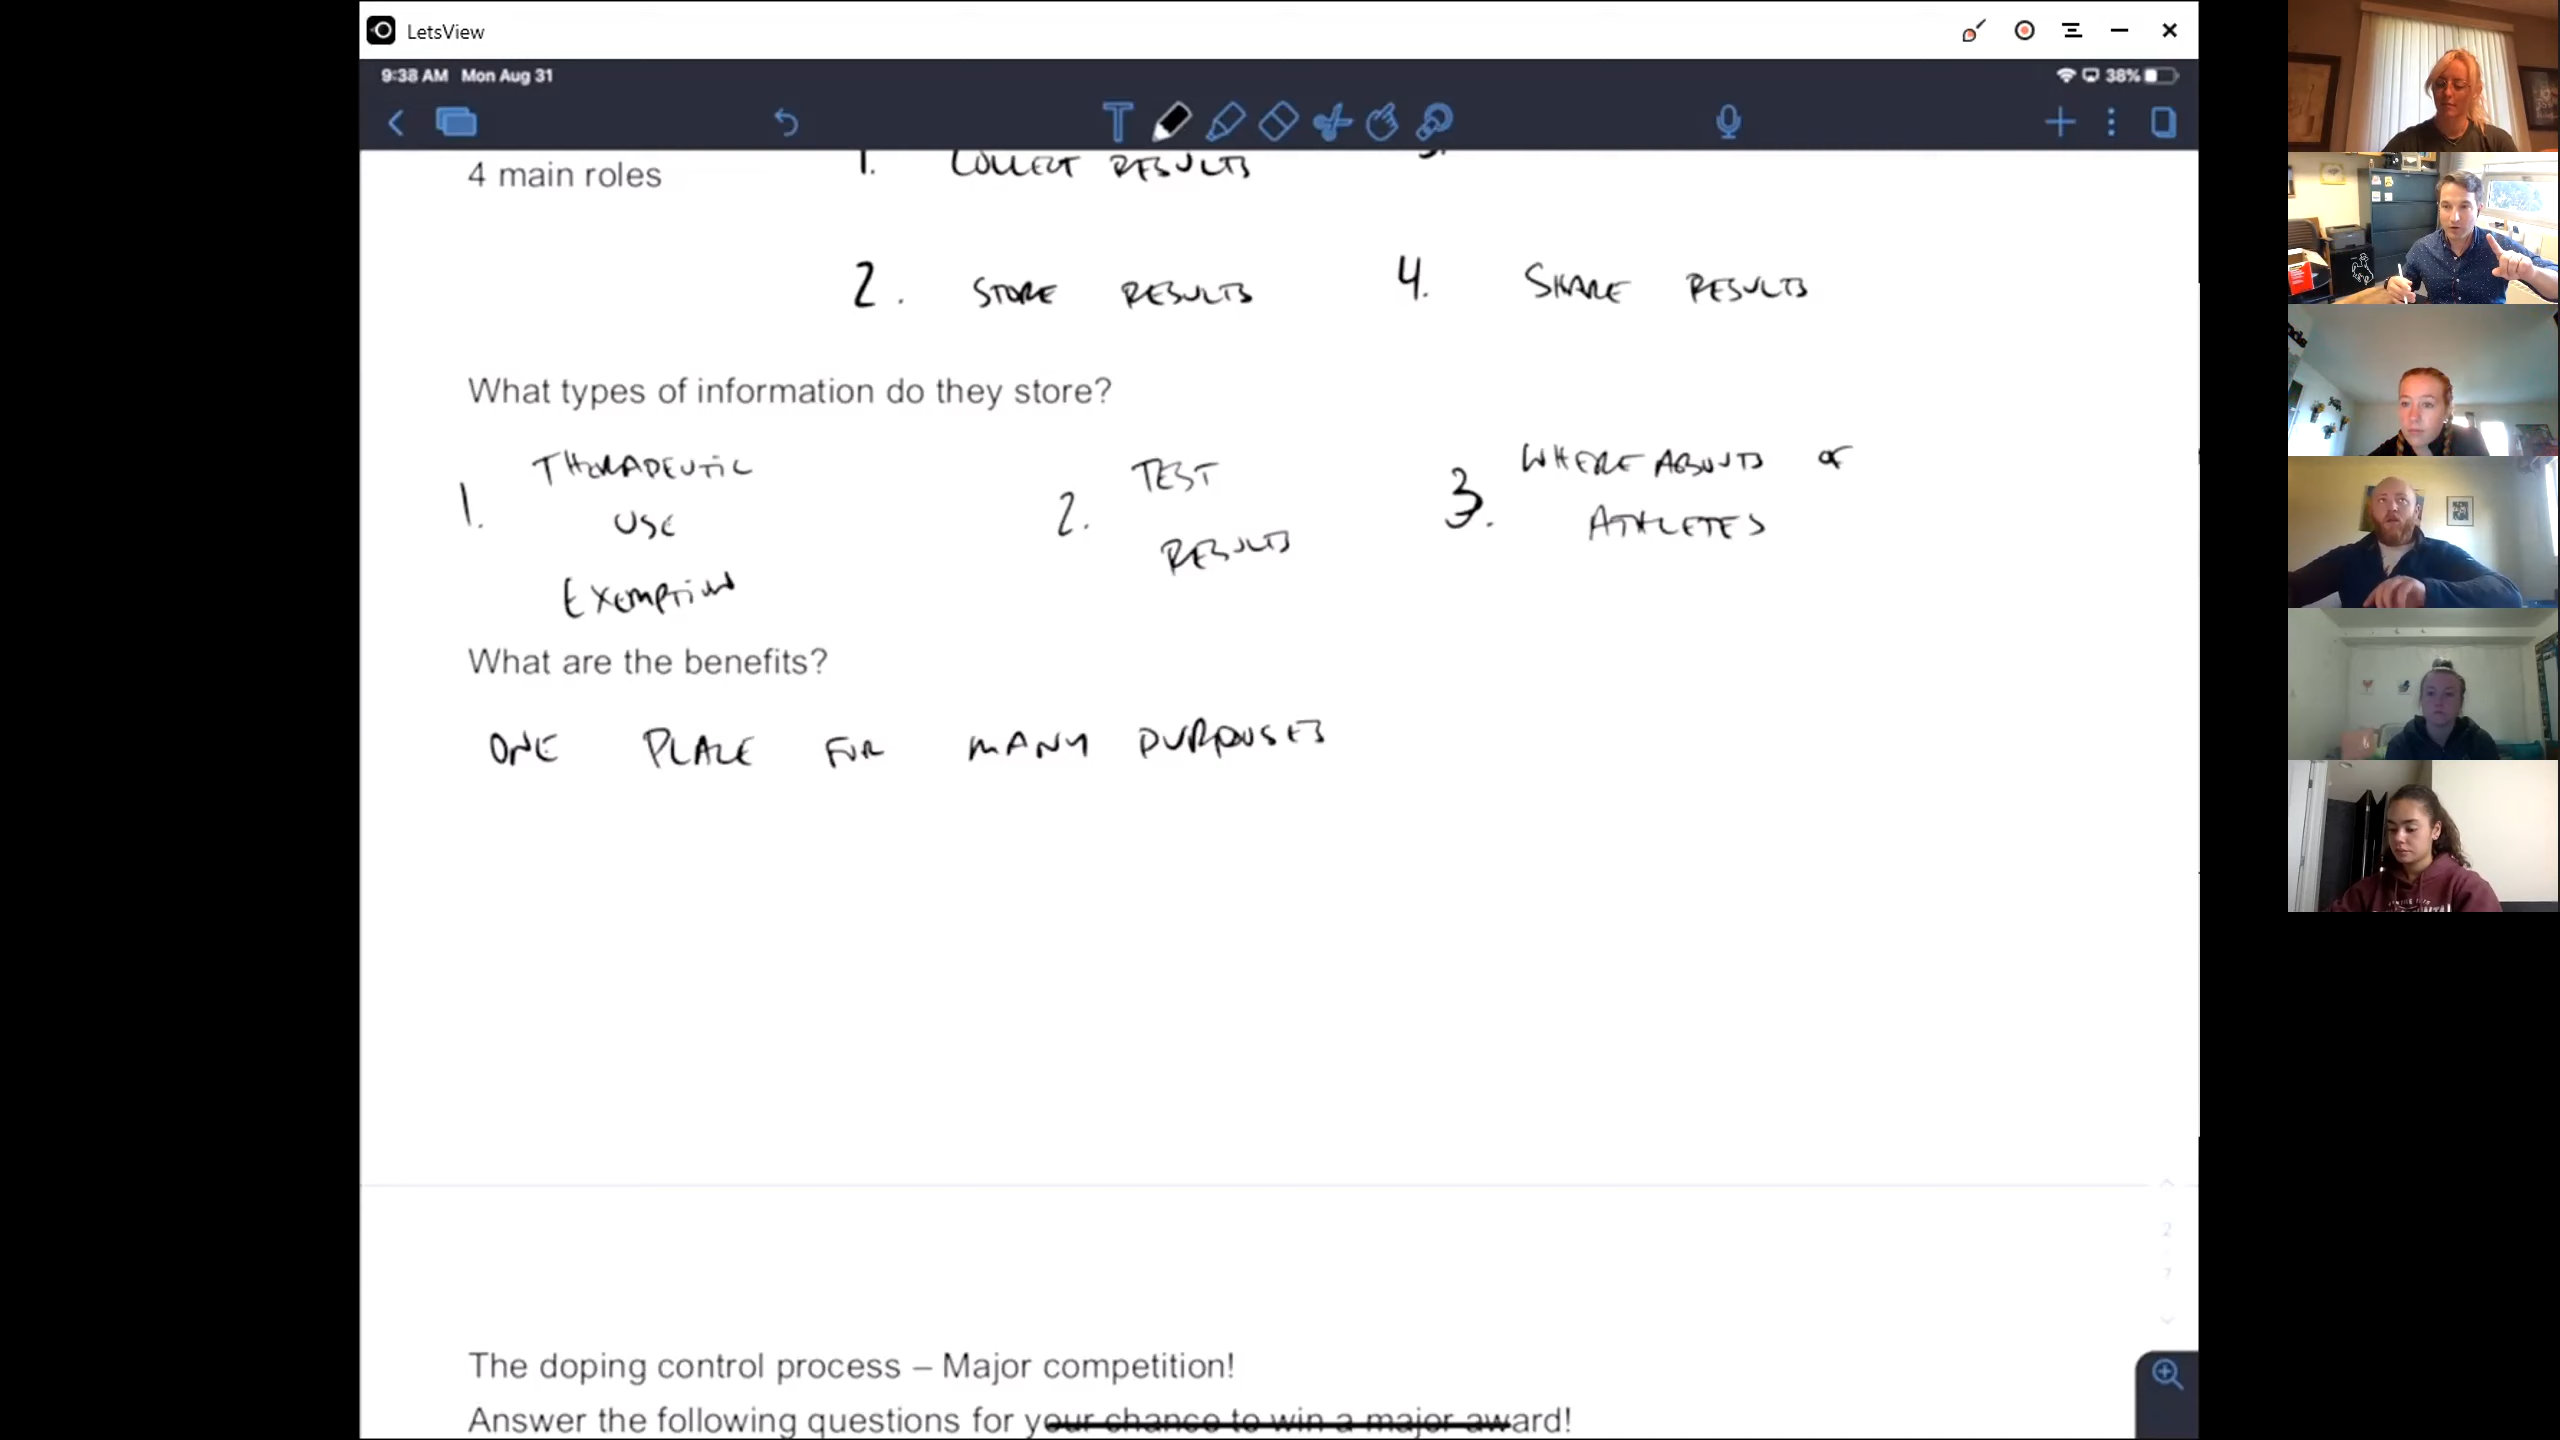 LetsView
9:38 AM Mon Aug 31
38%
4 main roles
1. COLLECT RESULTS
3.
2. STORE RESULTS
4. SHARE RESULTS
What types of information do they store?
1. THERAPEUTIC
USE
EXEMPTION
2. TEST
RESULTS
3. WHEREABOUTS OF
ATHLETES
What are the benefits?
ONE PLACE FOR MANY PURPOSES
2
7
The doping control process – Major competition!
Answer the following questions for your chance to win a major award!